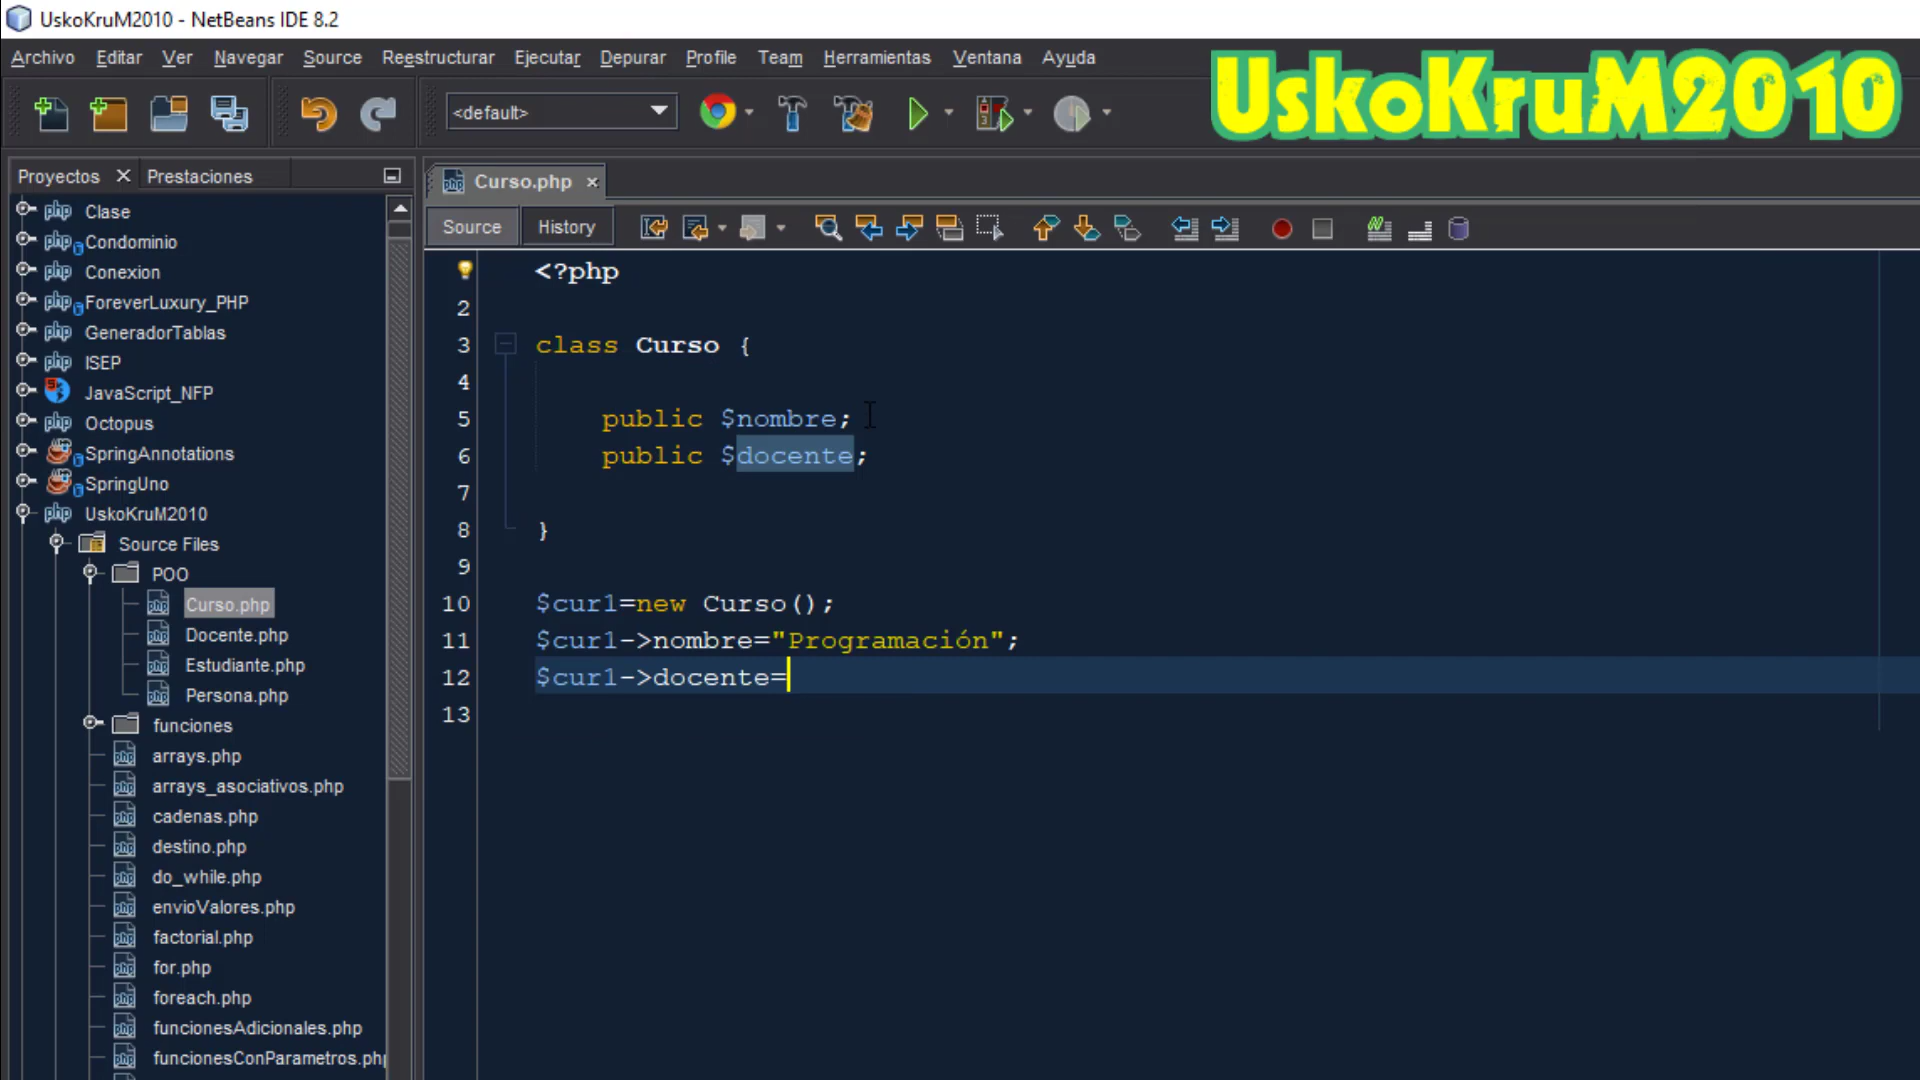 UskoKruM2010 - NetBeans IDE 8.2
Archivo Editar Ver Navegar Source Reestructurar Ejecutar Depurar Profile Team Herramientas Ventana Ayuda
UskoKruM2010
<default>
Proyectos Prestaciones
Curso.php
Source History
Clase
Condominio
Conexion
ForeverLuxury_PHP
GeneradorTablas
ISEP
JavaScript_NFP
Octopus
SpringAnnotations
SpringUno
UskoKruM2010
Source Files
POO
Curso.php
Docente.php
Estudiante.php
Persona.php
funciones
arrays.php
arrays_asociativos.php
cadenas.php
destino.php
do_while.php
envioValores.php
factorial.php
for.php
foreach.php
funcionesAdicionales.php
funcionesConParametros.php
<?php
2
3 class Curso {
4
5 public $nombre;
6 public $docente;
7
8 }
9
10 $cur1=new Curso();
11 $cur1->nombre="Programación";
12 $cur1->docente=
13